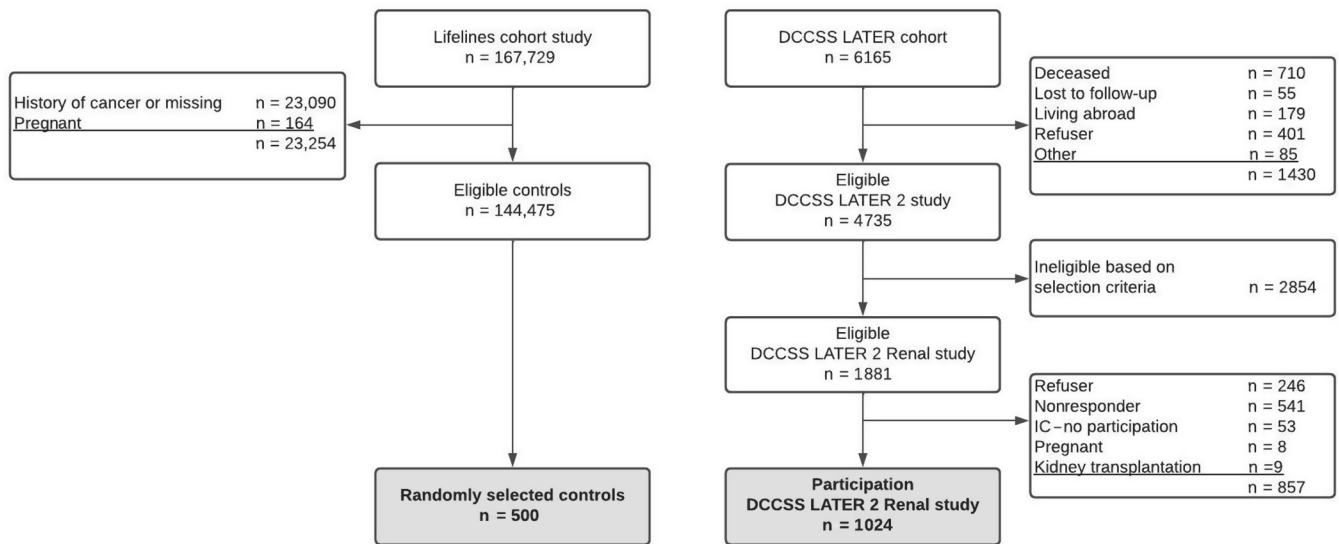 Lifelines cohort study
n = 167,729
History of cancer or missing n = 23,090
Pregnant n = 164
n = 23,254
Eligible controls
n = 144,475
Randomly selected controls
n = 500
DCCSS LATER cohort
n = 6165
Deceased n = 710
Lost to follow-up n = 55
Living abroad n = 179
Refuser n = 401
Other n = 85
n = 1430
Eligible
DCCSS LATER 2 study
n = 4735
Ineligible based on
selection criteria n = 2854
Eligible
DCCSS LATER 2 Renal study
n = 1881
Refuser n = 246
Nonresponder n = 541
IC–no participation n = 53
Pregnant n = 8
Kidney transplantation n =9
n = 857
Participation
DCCSS LATER 2 Renal study
n = 1024